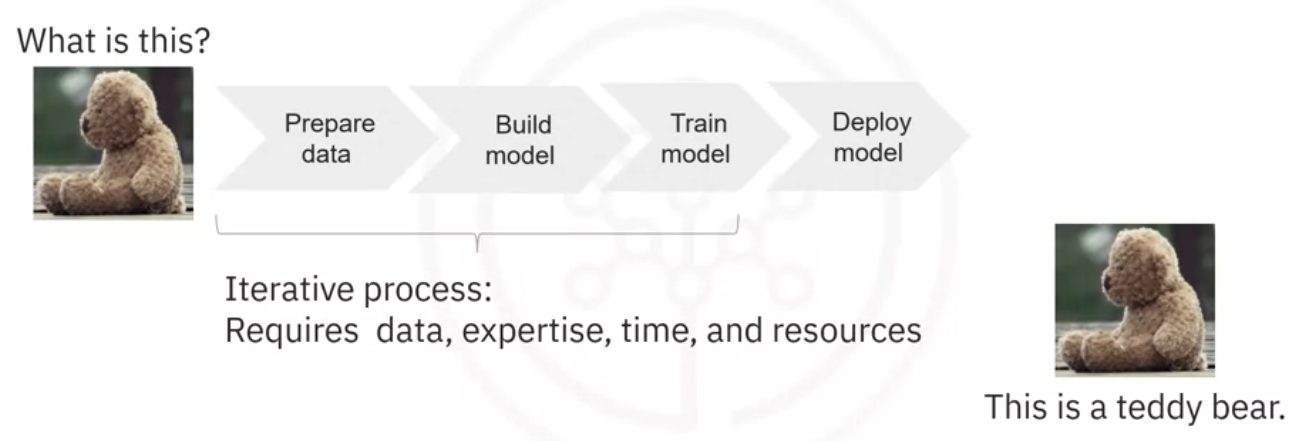 What is this?
Prepare
data
Build
model
Train
model
Deploy
model
Iterative process:
Requires data, expertise, time, and resources
This is a teddy bear.